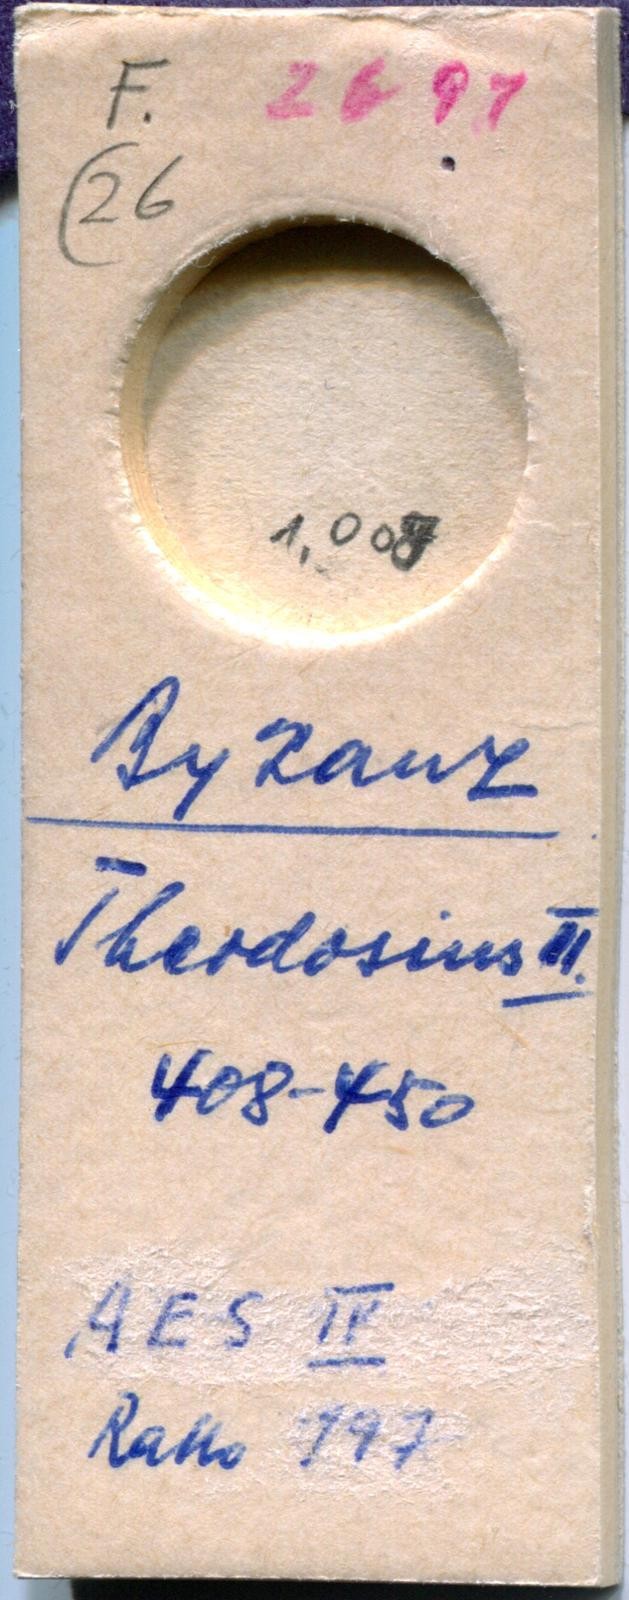 F. 2697
(26
1,008
Byzanz
Theodosius II.
408-450
AES IV
Ratto 197